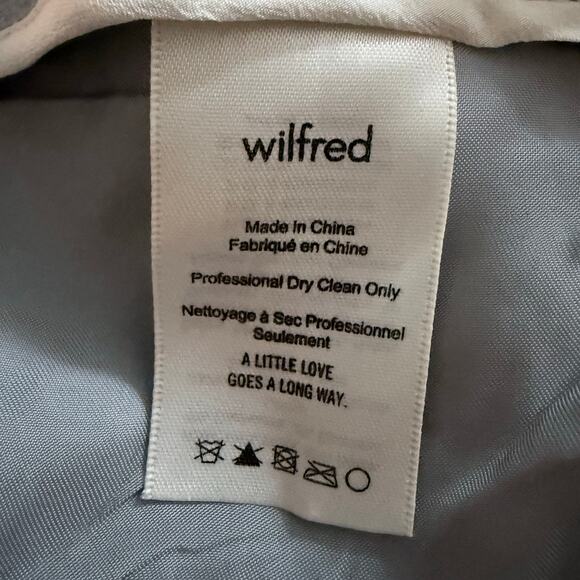 wilfred
Made in China
Fabriqué en Chine
Professional Dry Clean Only
Nettoyage à Sec Professionnel
Seulement
A LITTLE LOVE
GOES A LONG WAY.